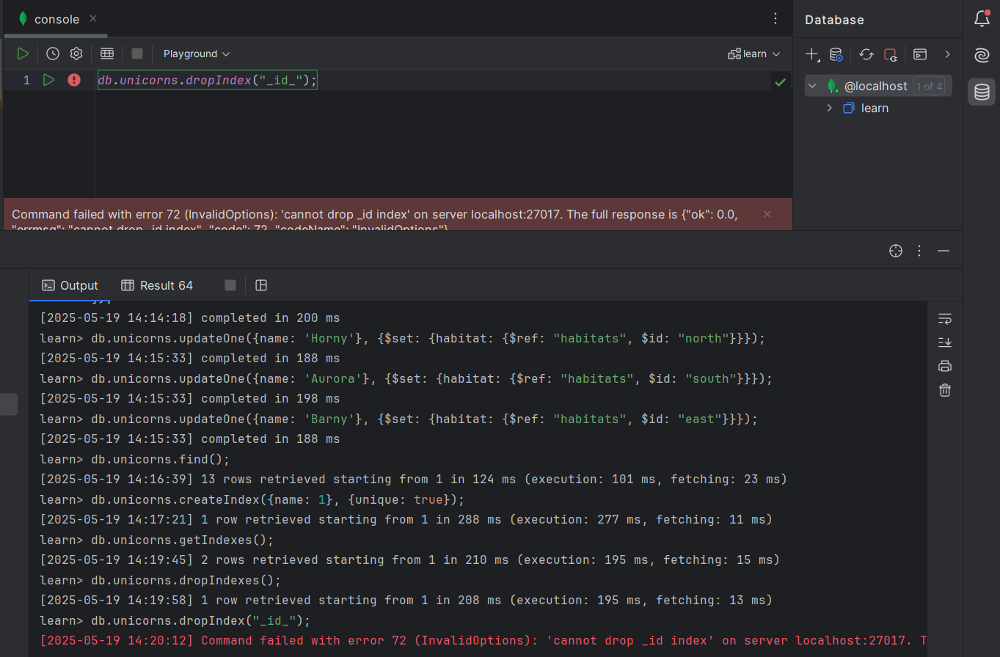 console
Database
Playground
learn
1
db.unicorns.dropIndex("_id_");
@localhost
1 of 4
learn
Command failed with error 72 (InvalidOptions): 'cannot drop _id index' on server localhost:27017. The full response is {"ok": 0.0,
"errmsg": "cannot drop _id index", "code": 72, "codeName": "InvalidOptions"}
Output
Result 64
[2025-05-19 14:14:18] completed in 200 ms
learn> db.unicorns.updateOne({name: 'Horny'}, {$set: {habitat: {$ref: "habitats", $id: "north"}}});
[2025-05-19 14:15:33] completed in 188 ms
learn> db.unicorns.updateOne({name: 'Aurora'}, {$set: {habitat: {$ref: "habitats", $id: "south"}}});
[2025-05-19 14:15:33] completed in 198 ms
learn> db.unicorns.updateOne({name: 'Barny'}, {$set: {habitat: {$ref: "habitats", $id: "east"}}});
[2025-05-19 14:15:33] completed in 188 ms
learn> db.unicorns.find();
[2025-05-19 14:16:39] 13 rows retrieved starting from 1 in 124 ms (execution: 101 ms, fetching: 23 ms)
learn> db.unicorns.createIndex({name: 1}, {unique: true});
[2025-05-19 14:17:21] 1 row retrieved starting from 1 in 288 ms (execution: 277 ms, fetching: 11 ms)
learn> db.unicorns.getIndexes();
[2025-05-19 14:19:45] 2 rows retrieved starting from 1 in 210 ms (execution: 195 ms, fetching: 15 ms)
learn> db.unicorns.dropIndexes();
[2025-05-19 14:19:58] 1 row retrieved starting from 1 in 208 ms (execution: 195 ms, fetching: 13 ms)
learn> db.unicorns.dropIndex("_id_");
[2025-05-19 14:20:12] Command failed with error 72 (InvalidOptions): 'cannot drop _id index' on server localhost:27017. T